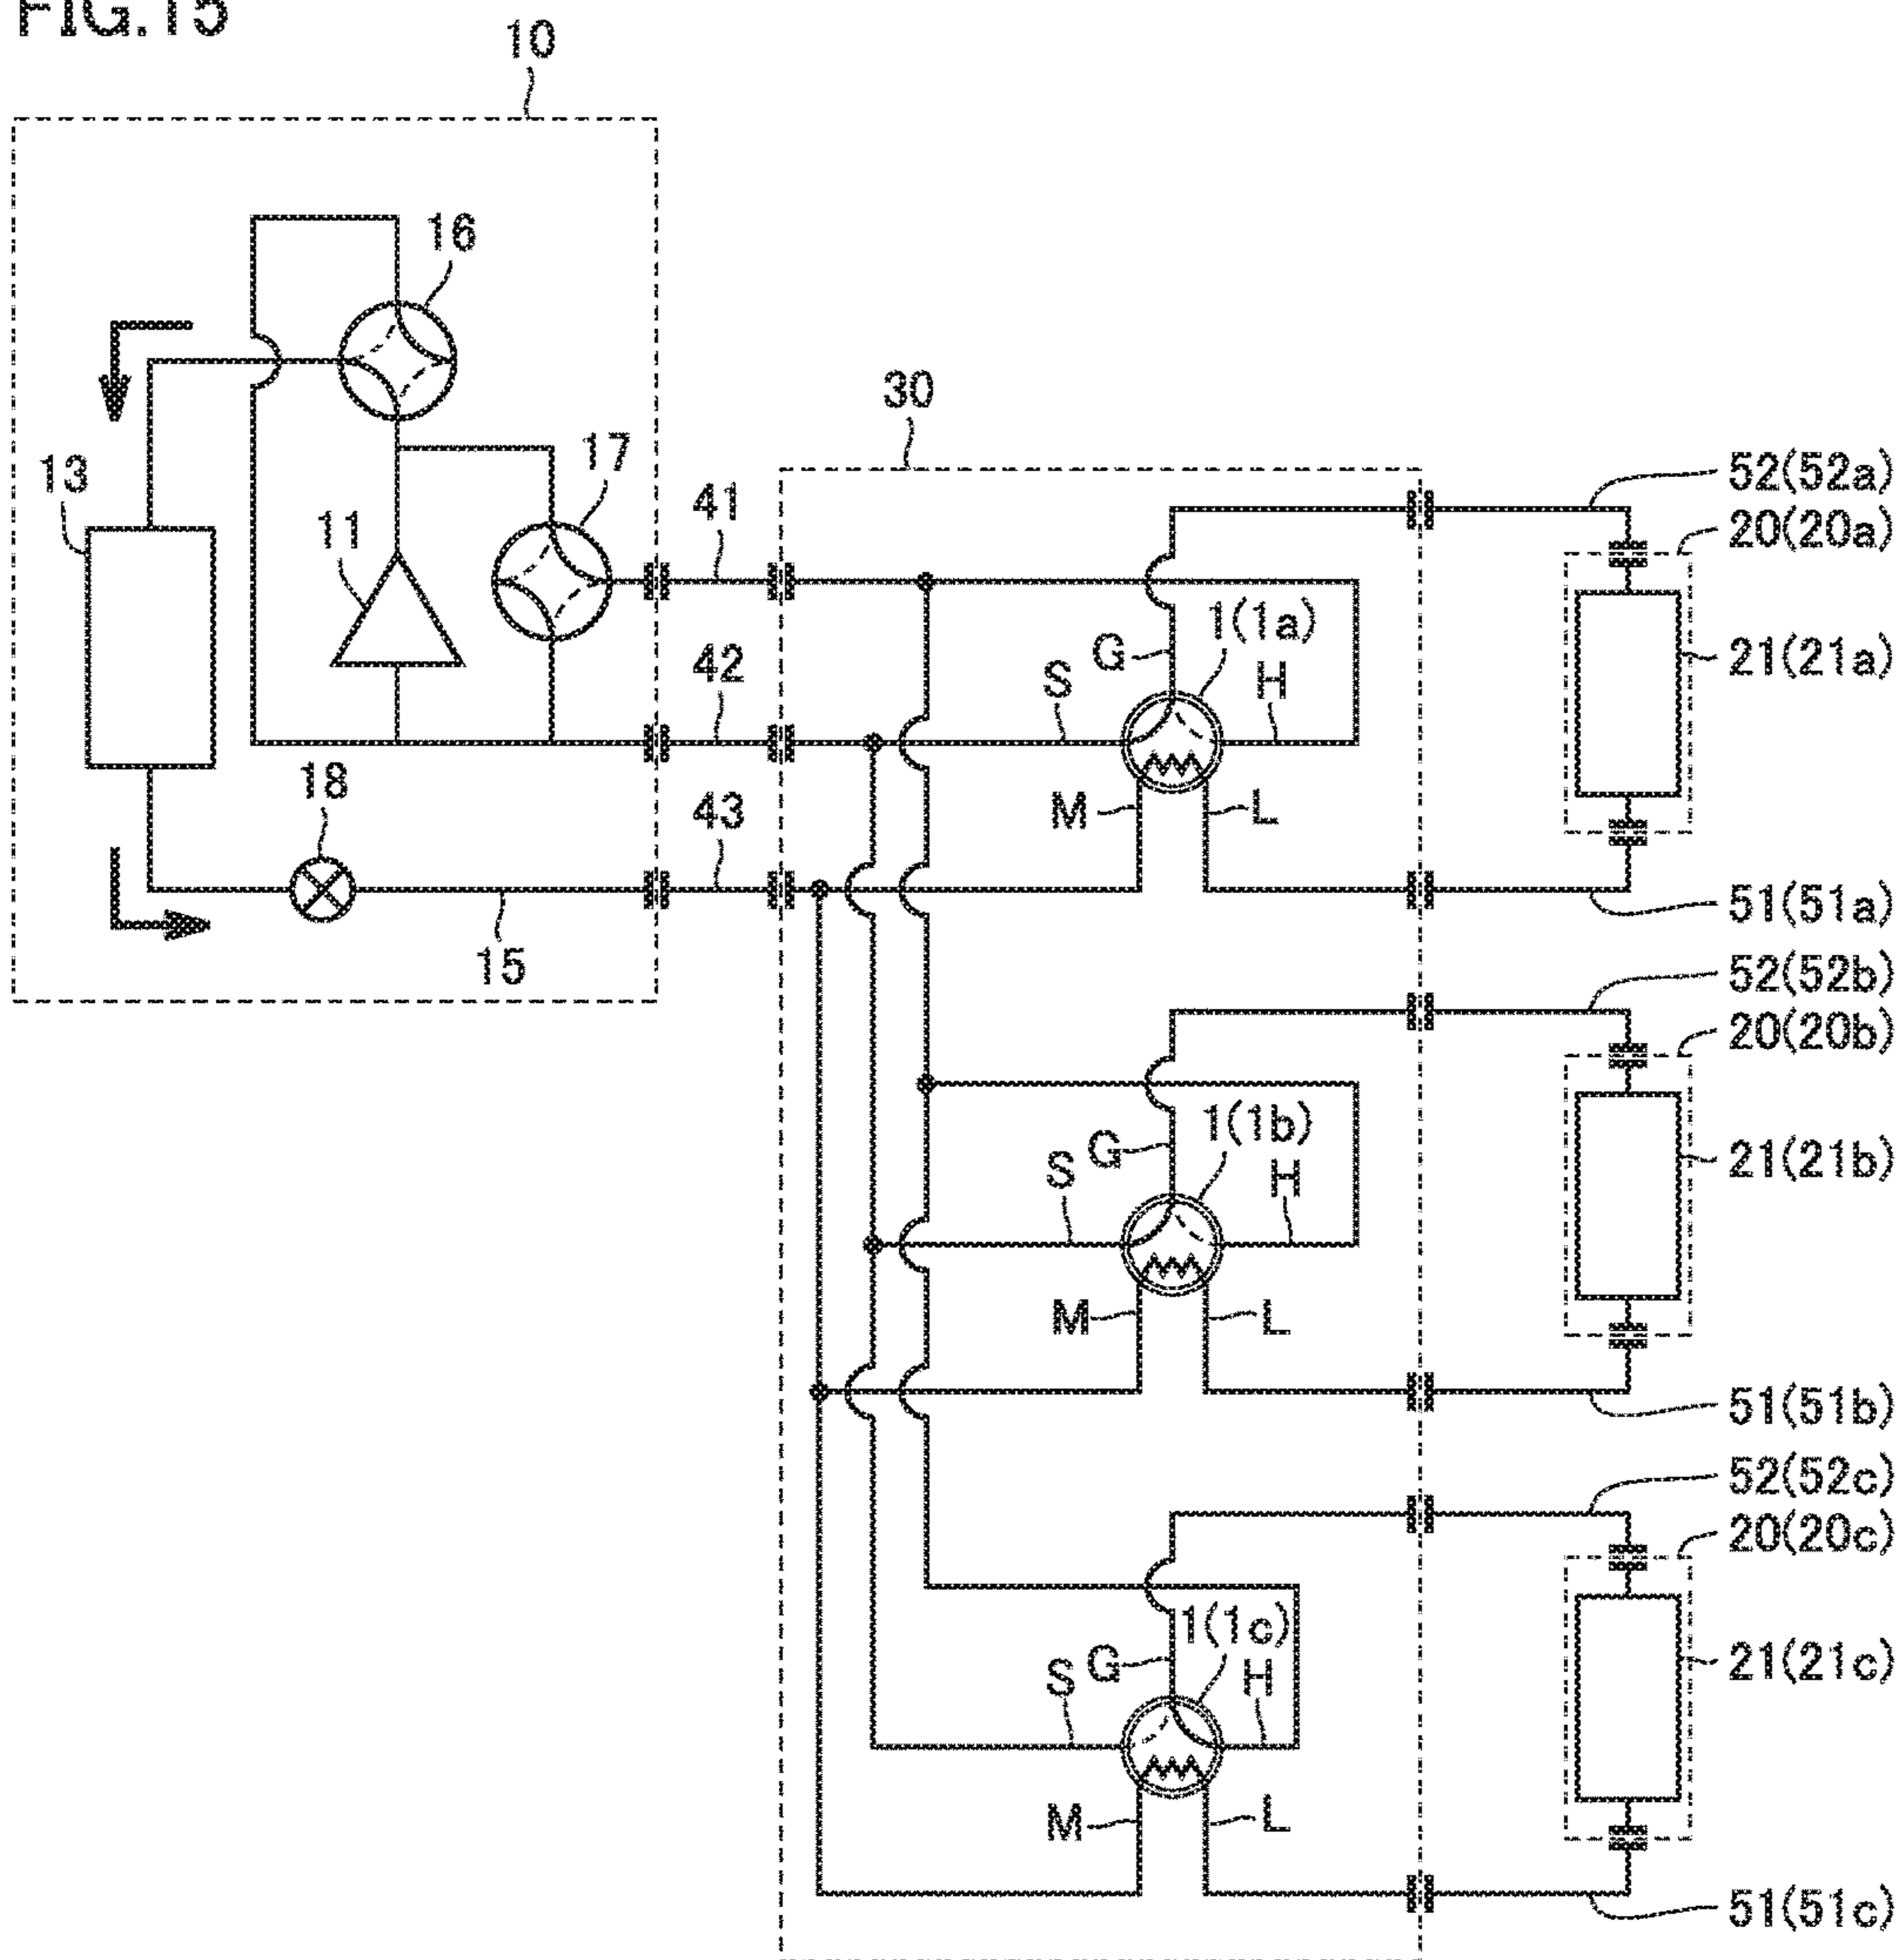 FIG.15
10
16
30
13
17
11
41
52(52a)
20(20a)
1(1a)
G
S
H
42
21(21a)
18
43
M
L
15
51(51a)
52(52b)
20(20b)
1(1b)
G
S
H
21(21b)
M
L
51(51b)
52(52c)
20(20c)
1(1c)
G
S
H
21(21c)
M
L
51(51c)